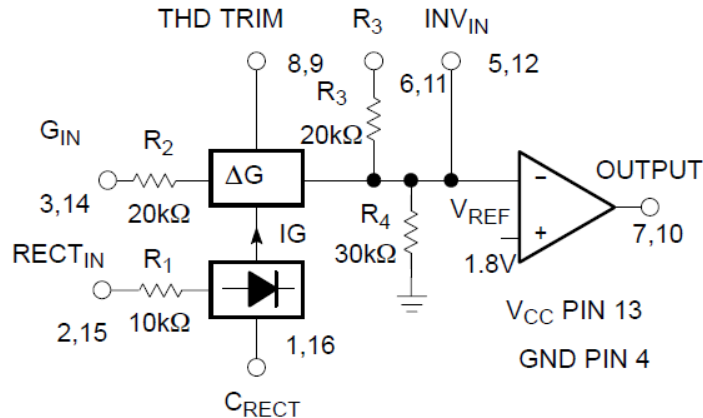 THD TRIM
R3
INVIN
8,9
6,11
5,12
R3
20kΩ
GIN
R2
ΔG
3,14
20kΩ
IG
R4
30kΩ
VREF
−
+
1.8V
OUTPUT
7,10
RECTIN
R1
2,15
10kΩ
1,16
CRECT
VCC PIN 13
GND PIN 4